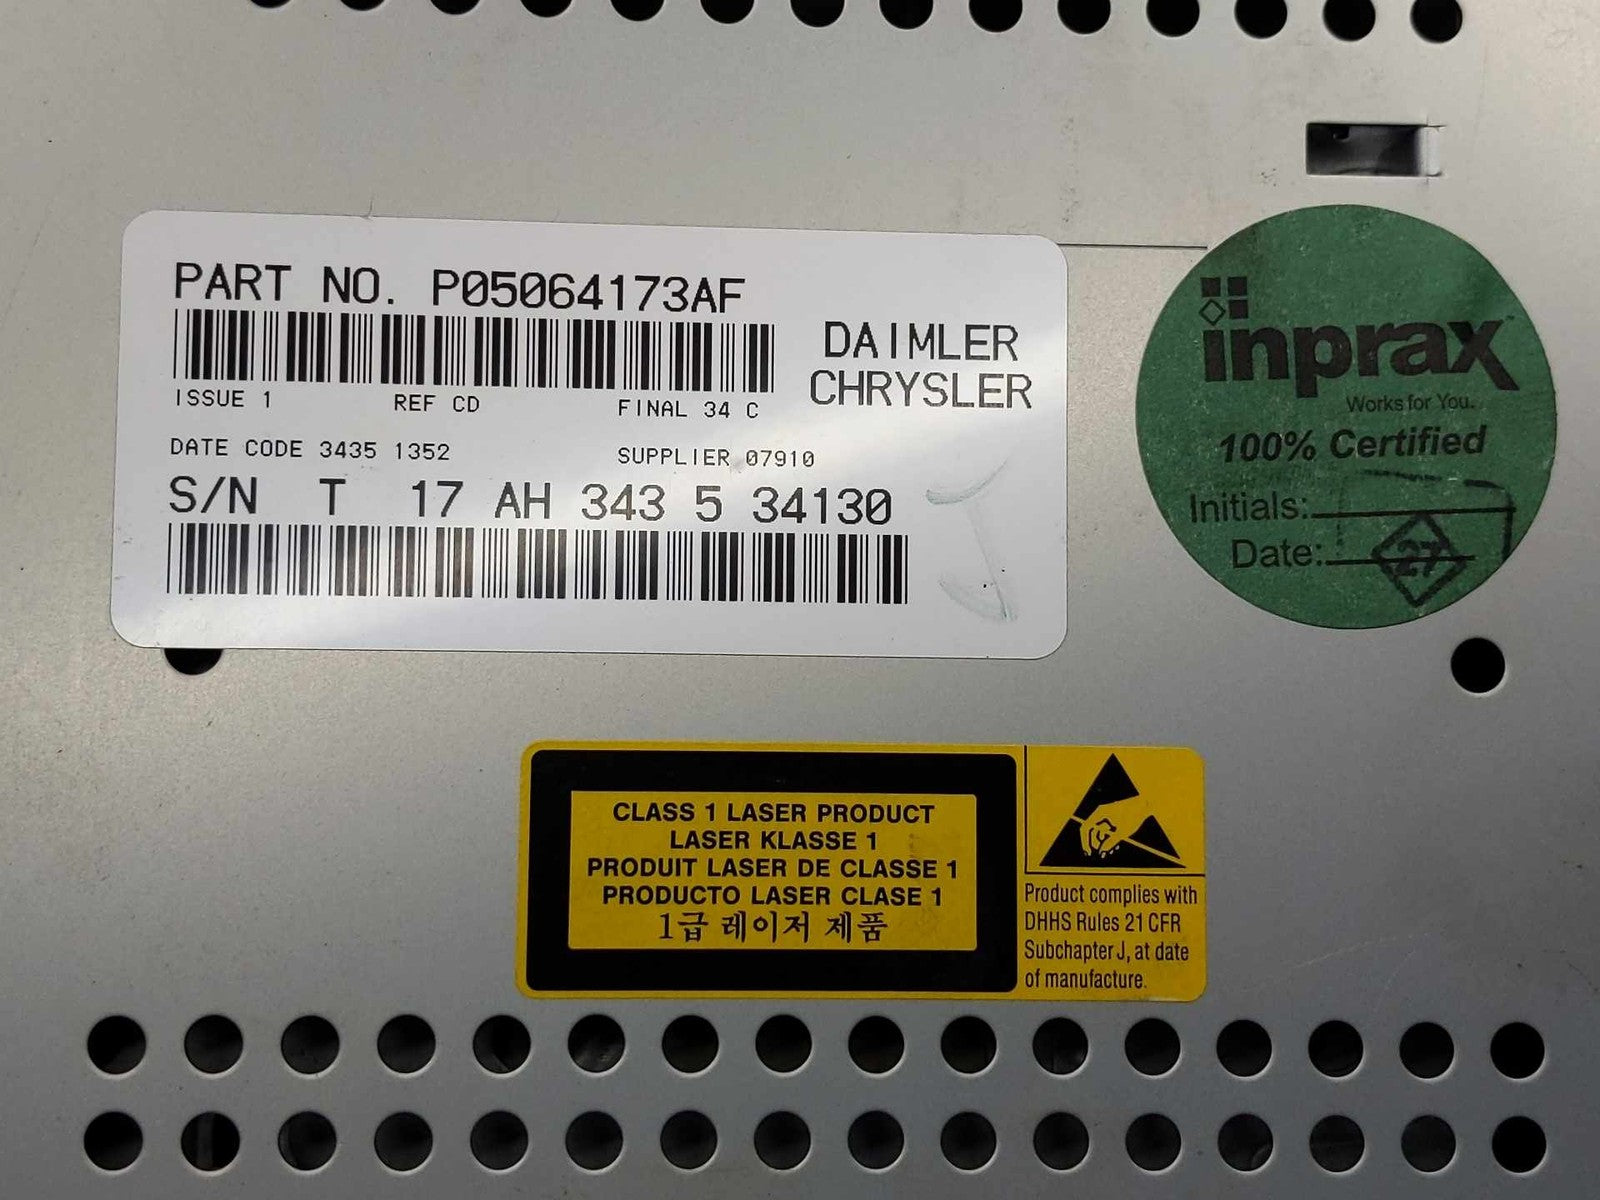 PART NO. P05064173AF
DAIMLER
CHRYSLER
ISSUE 1 REF CD FINAL 34 C
DATE CODE 3435 1352 SUPPLIER 07910
S/N T 17 AH 343 5 34130
inprax
Works for You.
100% Certified
Initials:
Date: 27
CLASS 1 LASER PRODUCT
LASER KLASSE 1
PRODUIT LASER DE CLASSE 1
PRODUCTO LASER CLASE 1
1급 레이저 제품
Product complies with
DHHS Rules 21 CFR
Subchapter J, at date
of manufacture.